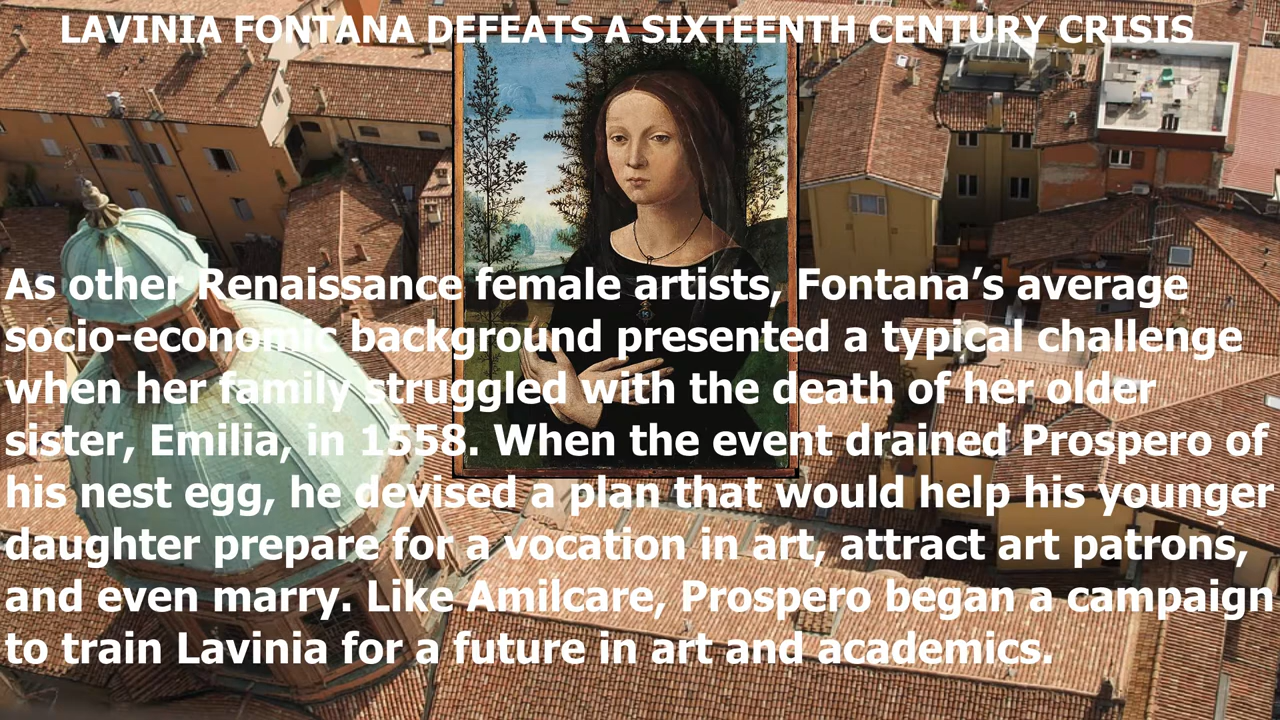 LAVINIA FONTANA DEFEATS A SIXTEENTH CENTURY CRISIS
As other Renaissance female artists, Fontana’s average
socio-economic background presented a typical challenge
when her family struggled with the death of her older
sister, Emilia, in 1558. When the event drained Prospero of
his nest egg, he devised a plan that would help his younger
daughter prepare for a vocation in art, attract art patrons,
and even marry. Like Amilcare, Prospero began a campaign
to train Lavinia for a future in art and academics.